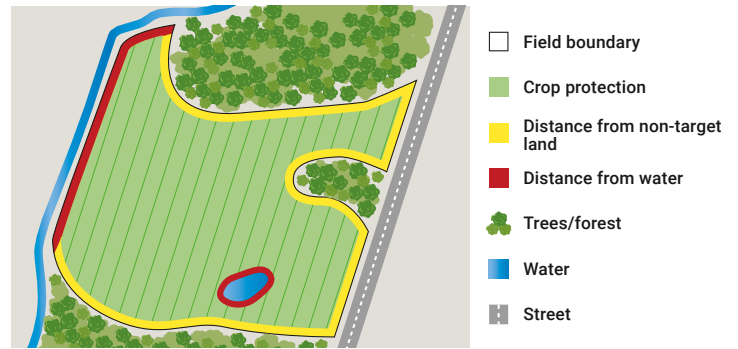 Field boundary
Crop protection
Distance from non-target
land
Distance from water
Trees/forest
Water
Street